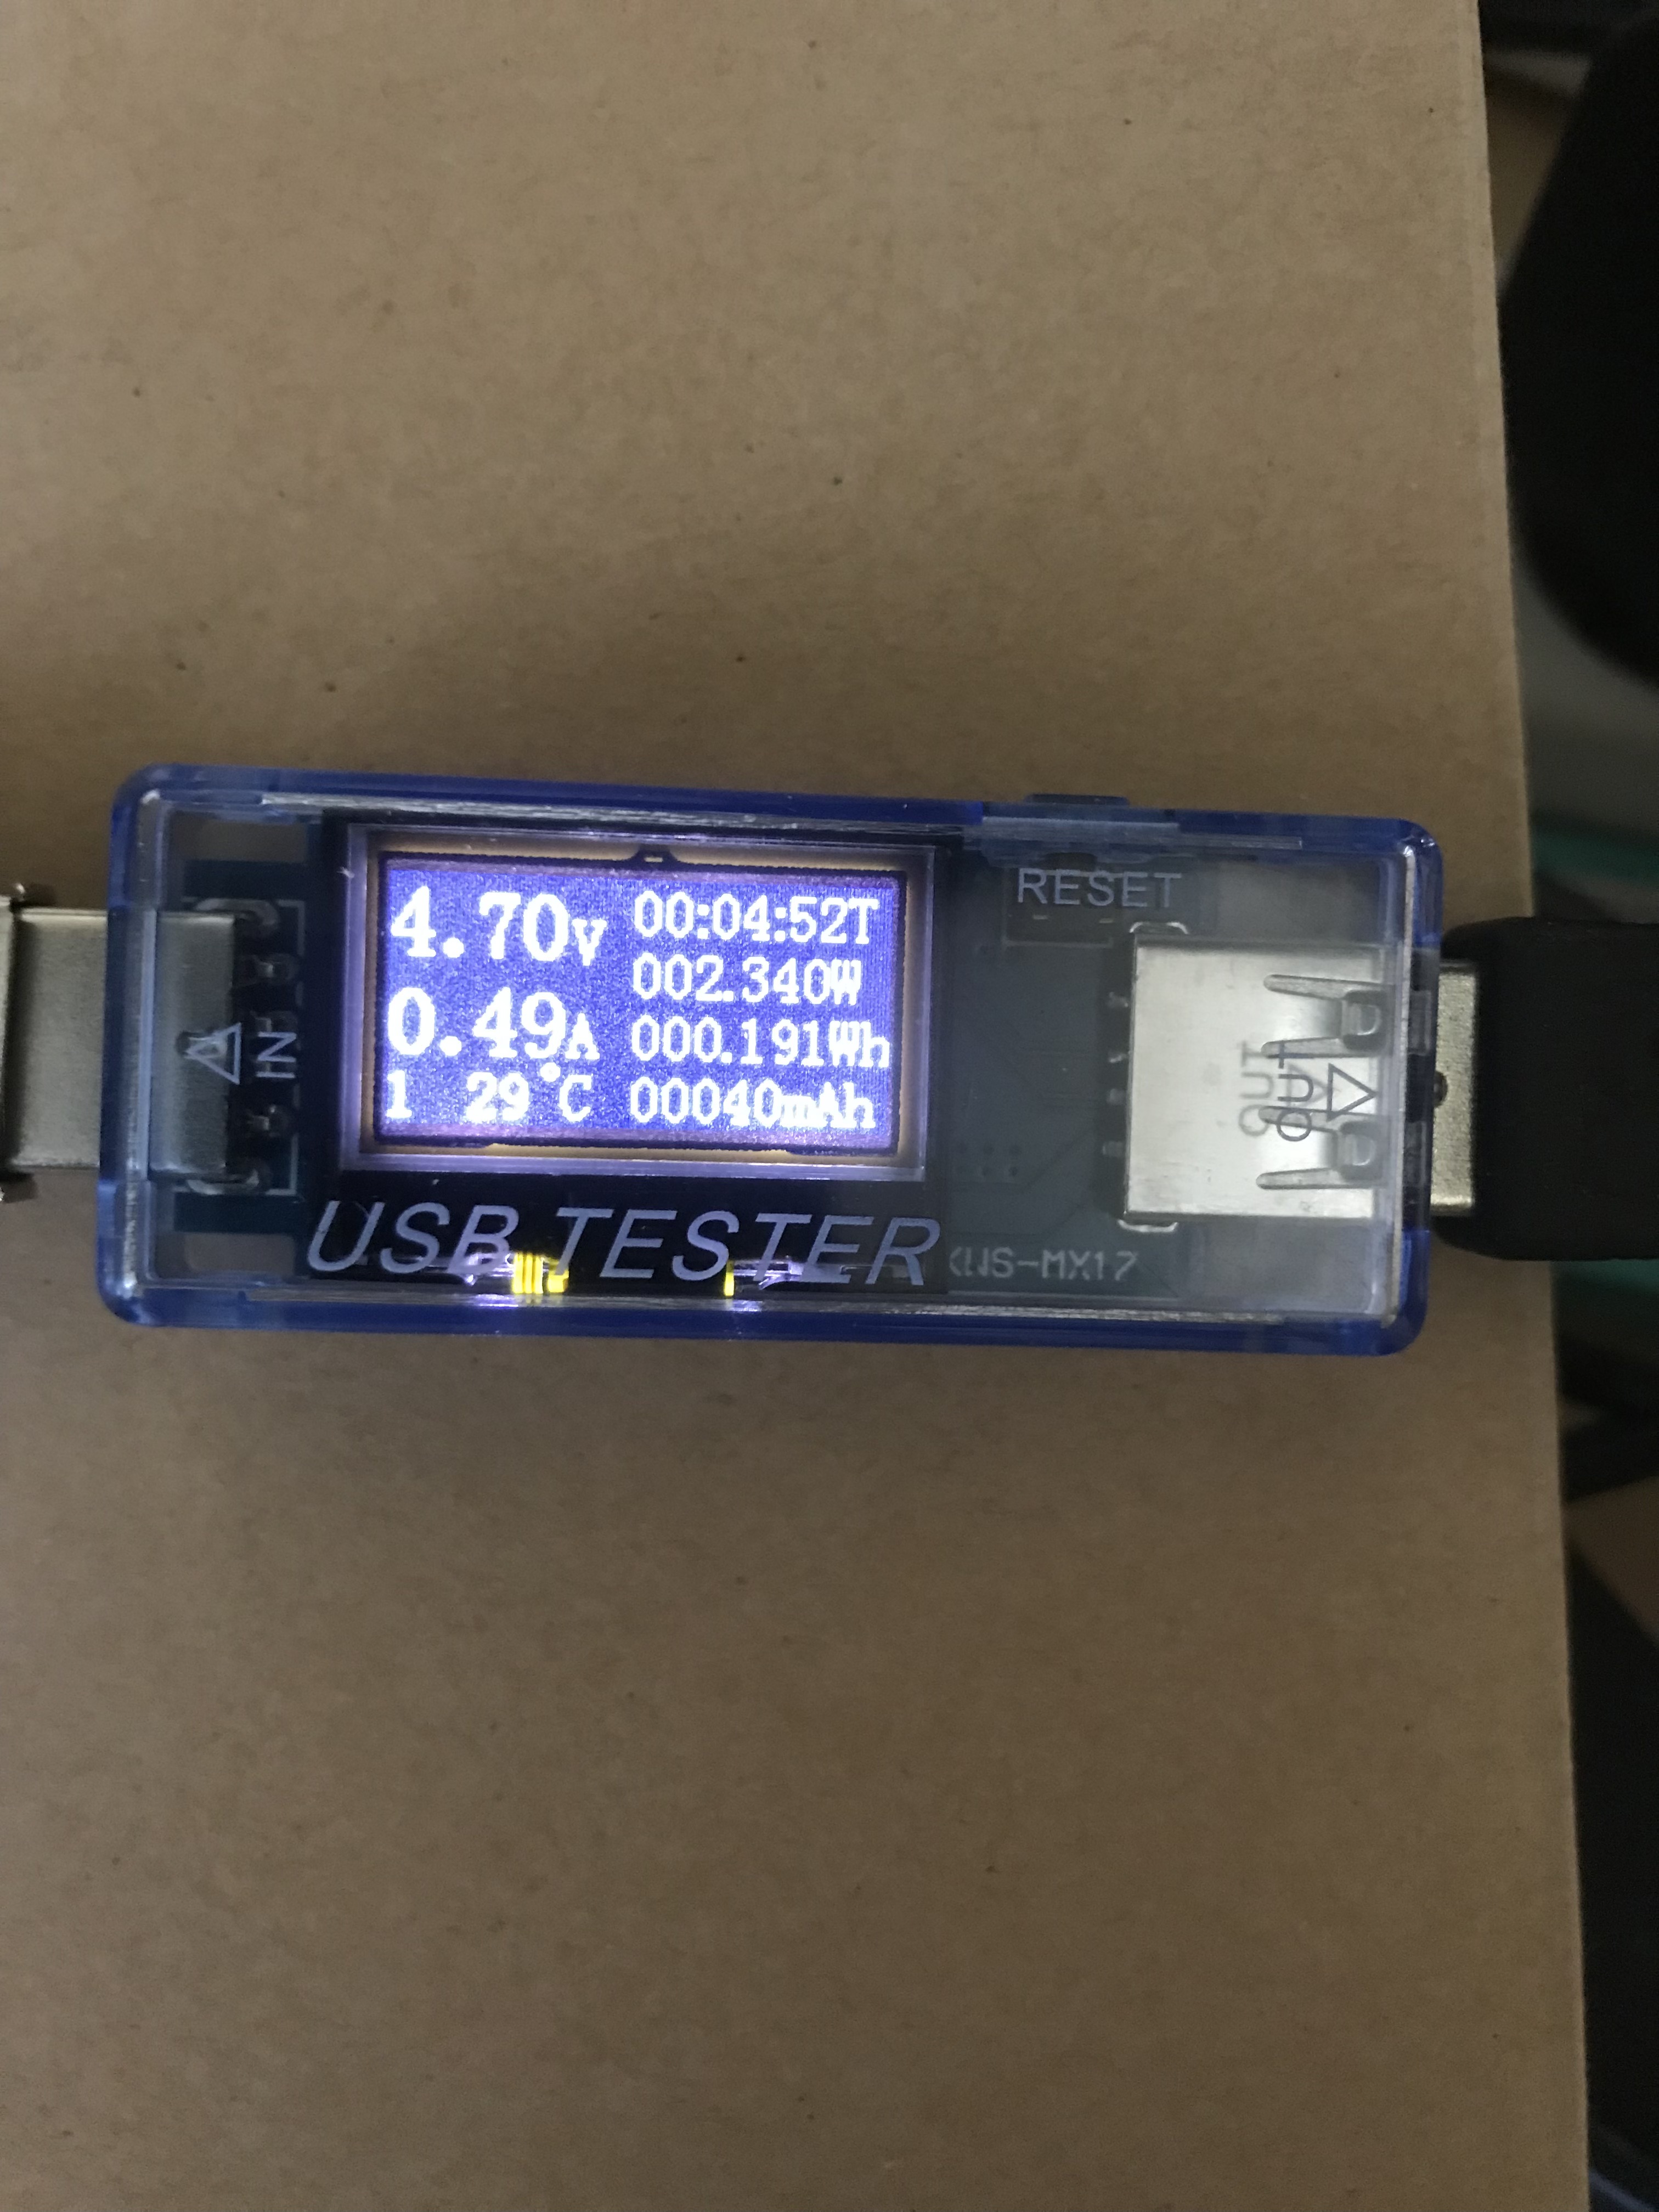 4.70V 00:04:52T
002.340W
0.49A 000.191Wh
1 29°C 00040mAh
RESET
IN
OUT
USB TESTER
KWS-MX17